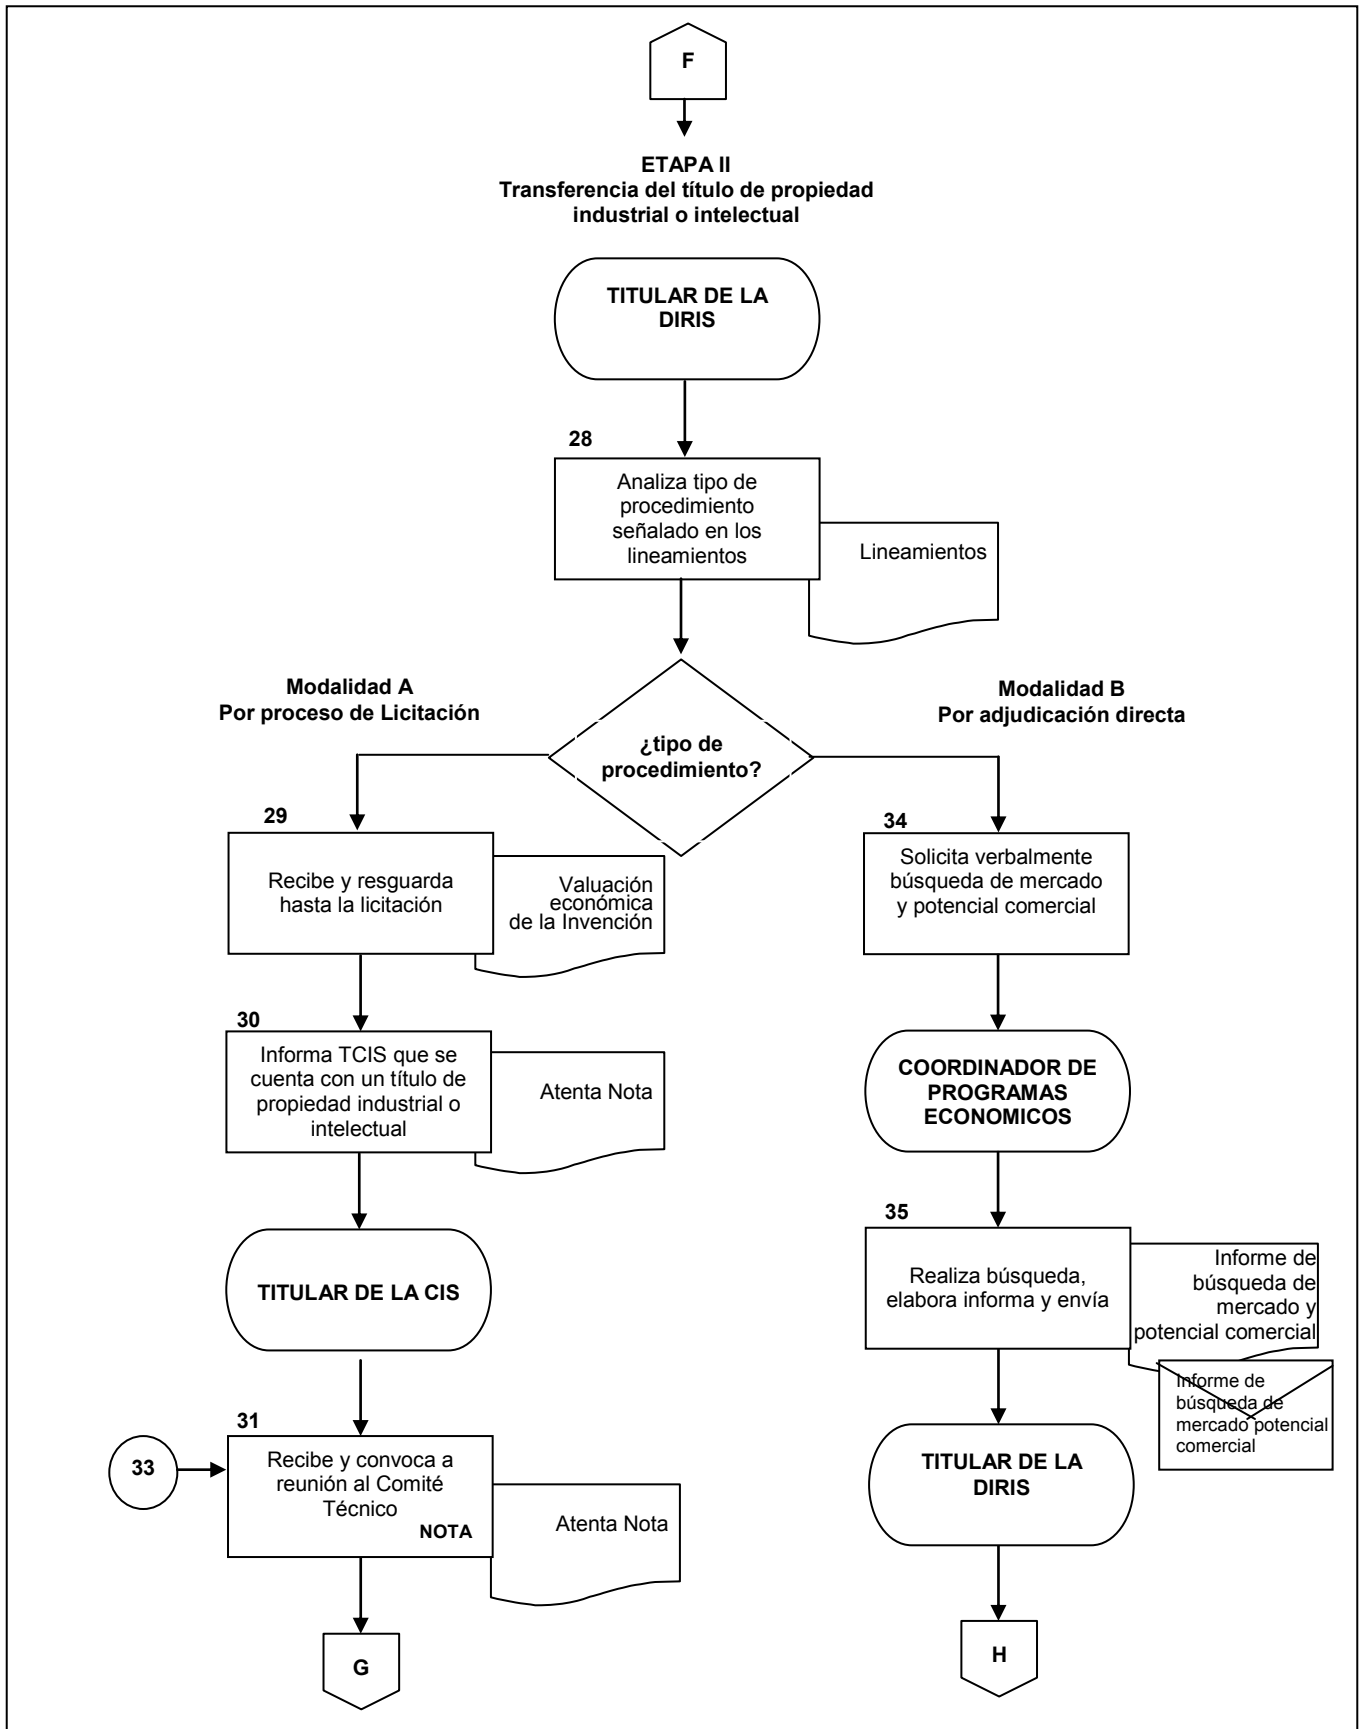 F
ETAPA II
Transferencia del título de propiedad
industrial o intelectual
TITULAR DE LA
DIRIS
28
Analiza tipo de
procedimiento
señalado en los
lineamientos
Lineamientos
Modalidad A
Por proceso de Licitación
Modalidad B
Por adjudicación directa
¿tipo de
procedimiento?
29
Recibe y resguarda
hasta la licitación
Valuación
económica
de la Invención
30
Informa TCIS que se
cuenta con un título de
propiedad industrial o
intelectual
Atenta Nota
TITULAR DE LA CIS
31
33
Recibe y convoca a
reunión al Comité
Técnico
NOTA
Atenta Nota
G
34
Solicita verbalmente
búsqueda de mercado
y potencial comercial
COORDINADOR DE
PROGRAMAS
ECONOMICOS
35
Realiza búsqueda,
elabora informa y envía
Informe de
búsqueda de
mercado y
potencial comercial
Informe de
búsqueda de
mercado potencial
comercial
TITULAR DE LA
DIRIS
H